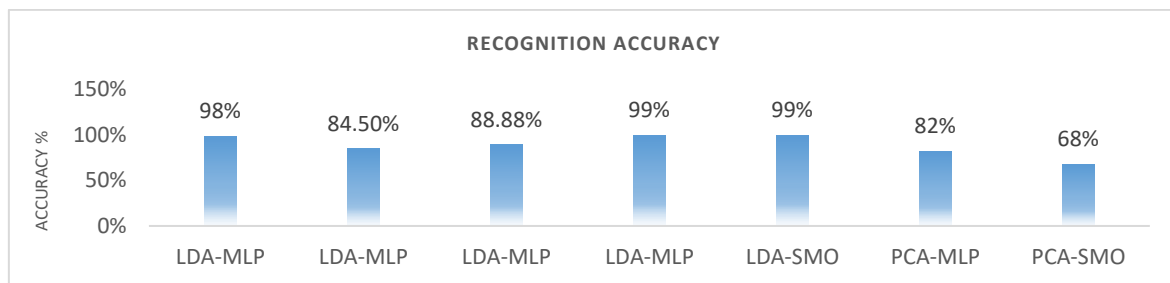 RECOGNITION ACCURACY
ACCURACY %
150%
100%
50%
0%
98% 84.50% 88.88% 99% 99% 82% 68%
LDA-MLP LDA-MLP LDA-MLP LDA-MLP LDA-SMO PCA-MLP PCA-SMO